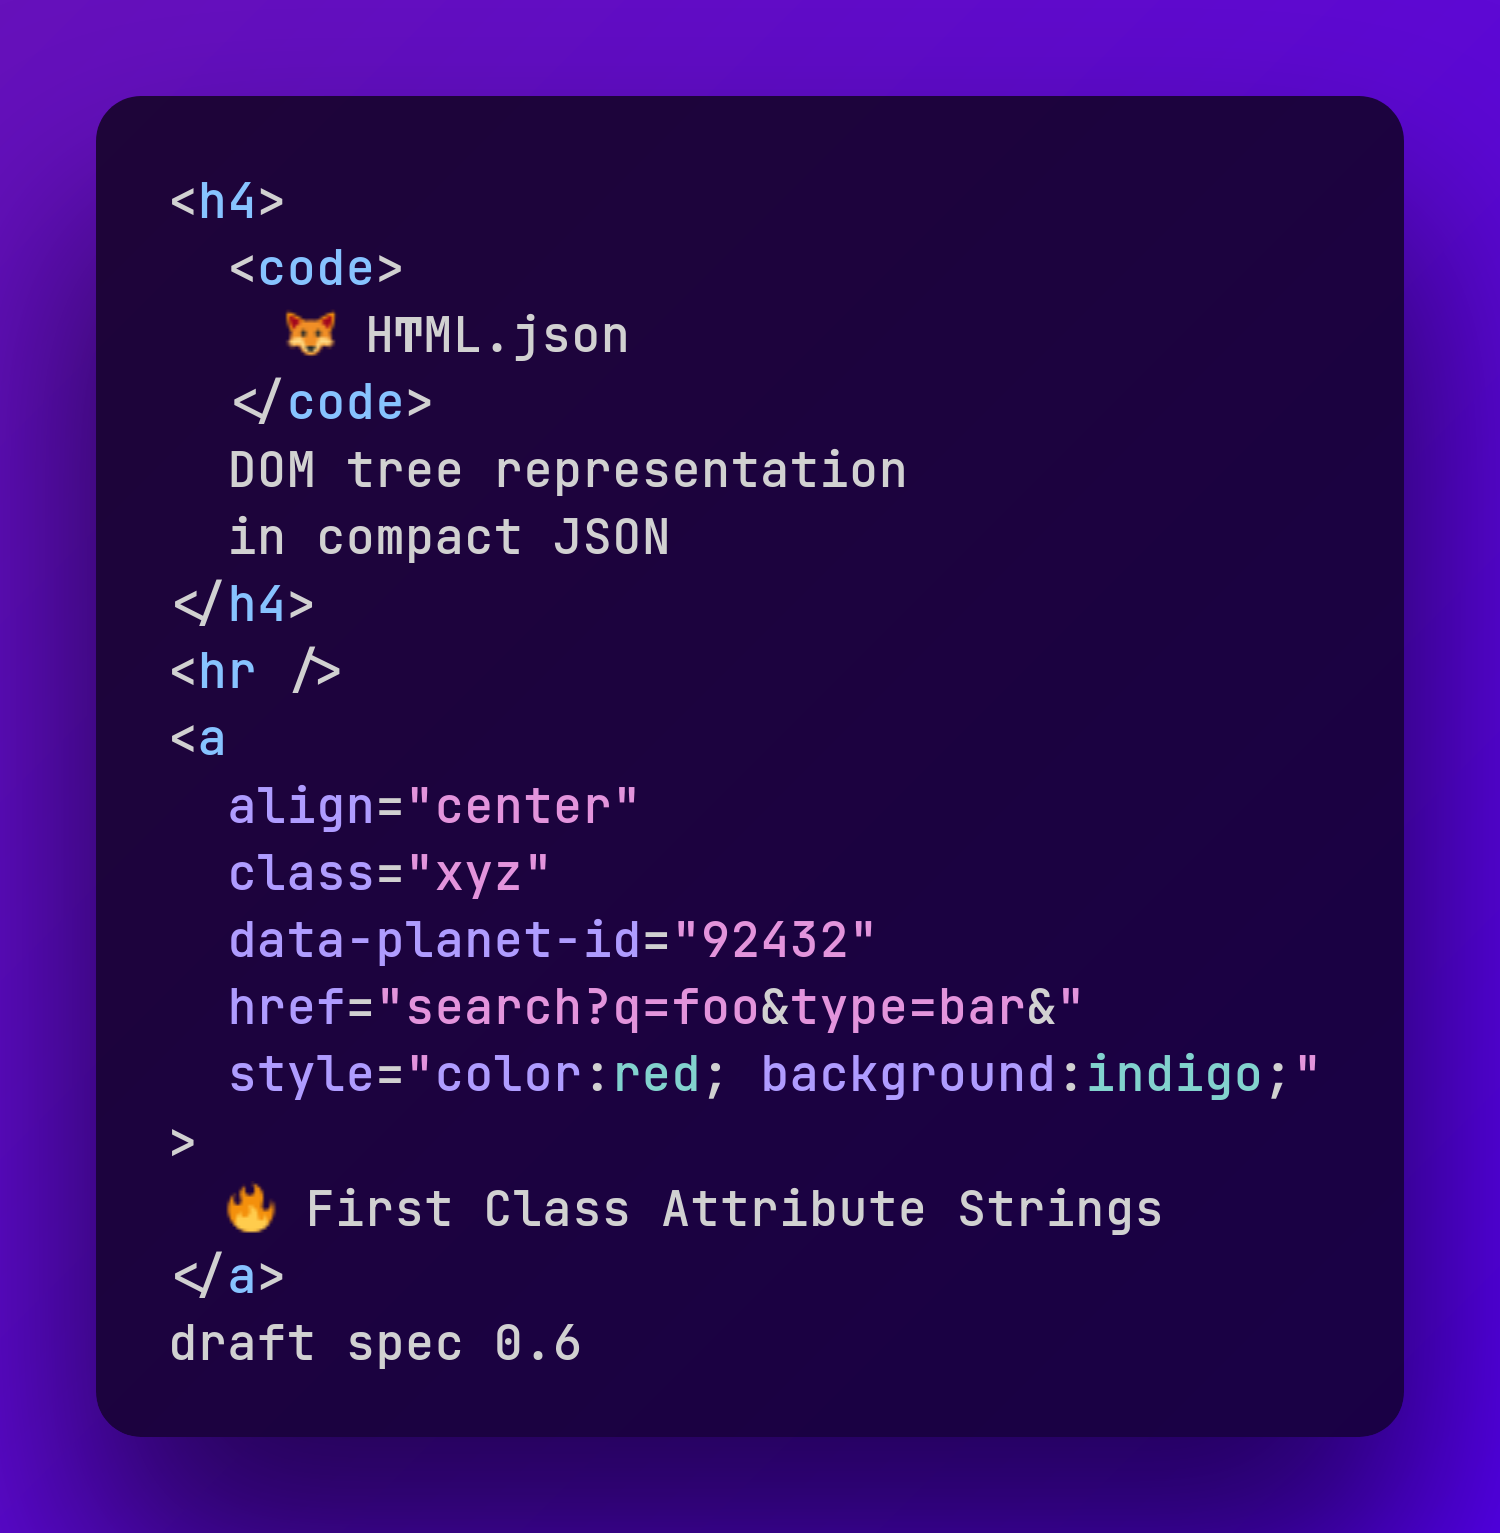 <h4>
  <code>
    🦊 HTML.json
  </code>
  DOM tree representation
  in compact JSON
</h4>
<hr />
<a
  align="center"
  class="xyz"
  data-planet-id="92432"
  href="search?q=foo&type=bar&"
  style="color:red; background:indigo;"
>
  🔥 First Class Attribute Strings
</a>
draft spec 0.6